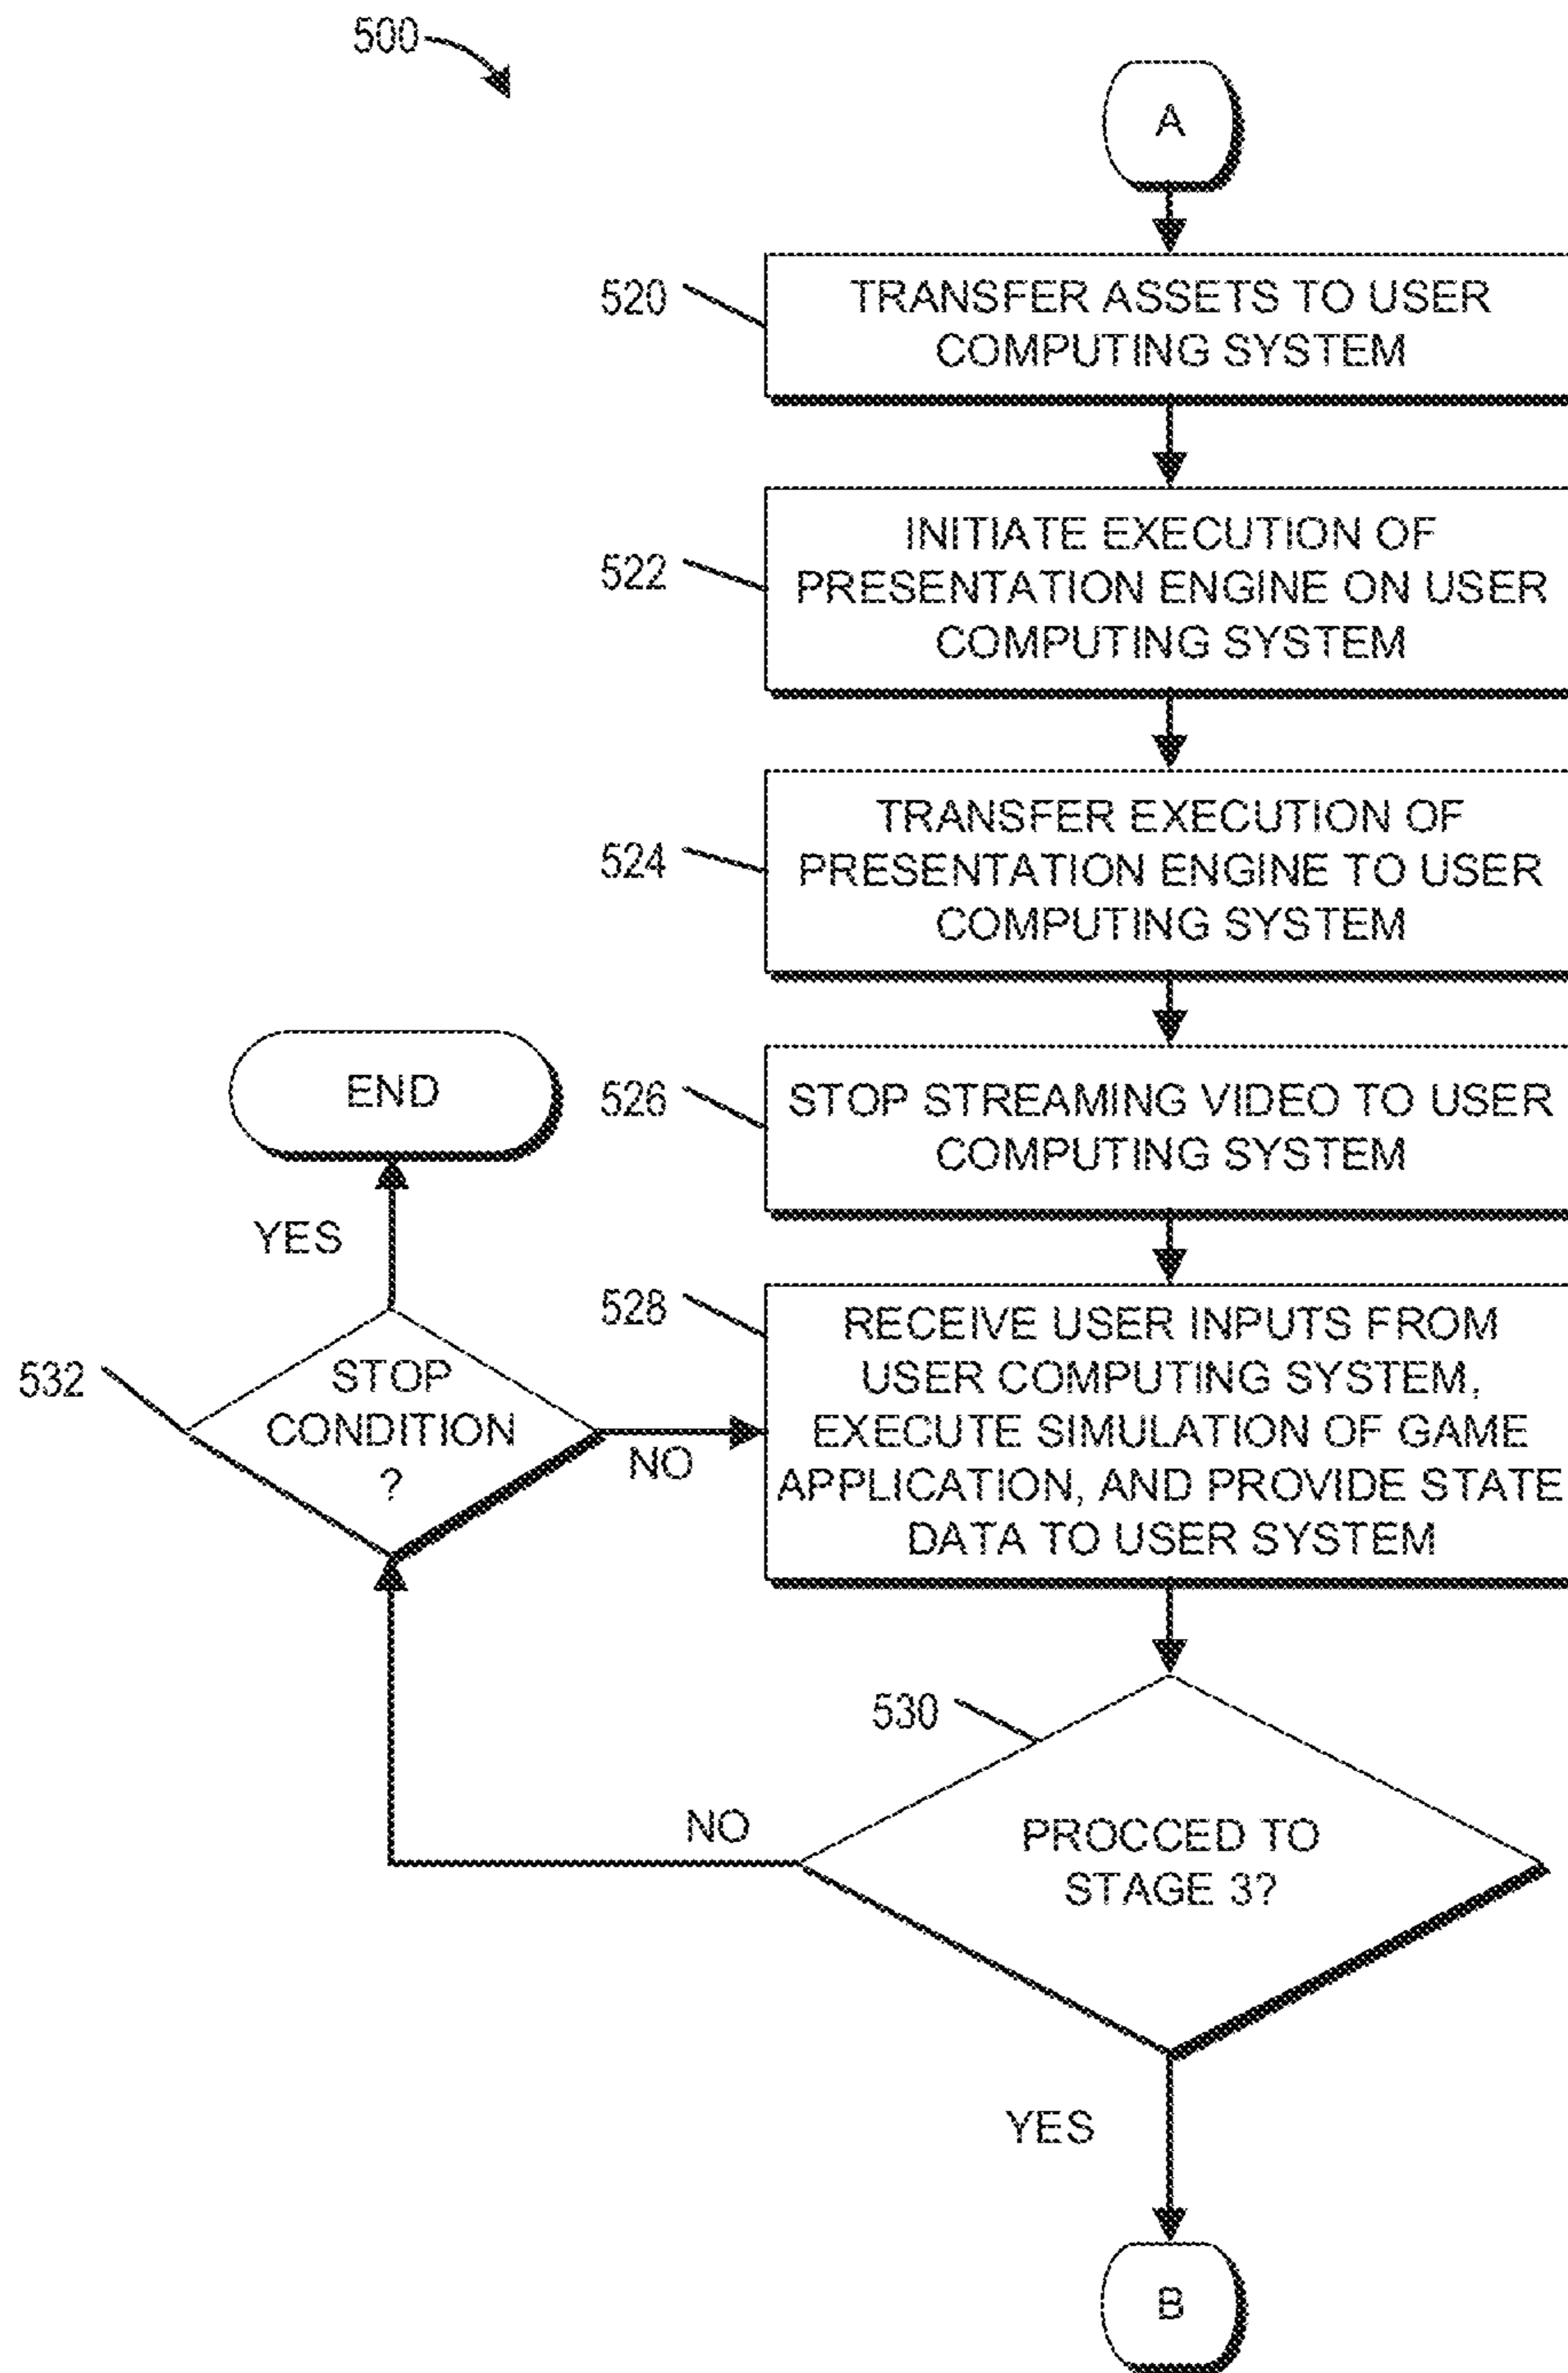 500
A
520
TRANSFER ASSETS TO USER
COMPUTING SYSTEM
522
INITIATE EXECUTION OF
PRESENTATION ENGINE ON USER
COMPUTING SYSTEM
524
TRANSFER EXECUTION OF
PRESENTATION ENGINE TO USER
COMPUTING SYSTEM
END
526
STOP STREAMING VIDEO TO USER
COMPUTING SYSTEM
YES
528
RECEIVE USER INPUTS FROM
USER COMPUTING SYSTEM,
EXECUTE SIMULATION OF GAME
APPLICATION, AND PROVIDE STATE
DATA TO USER SYSTEM
532
STOP
CONDITION
?
NO
530
PROCCED TO
STAGE 3?
NO
YES
B